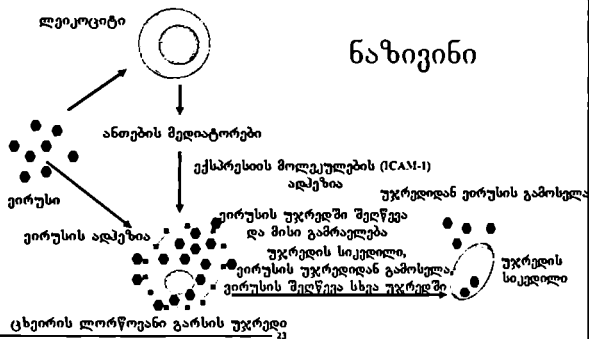 ლეიკოციტი
ნაზივინი
ანთების მედიატორები
ექსპრესიის მოლეკულების (ICAM-1)
ადჰეზია
უჯრედიდან ვირუსის გამოსვლა
ვირუსი
ვირუსის ადჰეზია
ვირუსის უჯრედში შეღწევა
და მისი გამრავლება
უჯრედის სიკვდილი,
ვირუსის უჯრედიდან გამოსვლა,
ვირუსის შეღწევა სხვა უჯრედში
უჯრედის
სიკვდილი
ცხვირის ლორწოვანი გარსის უჯრედი
23